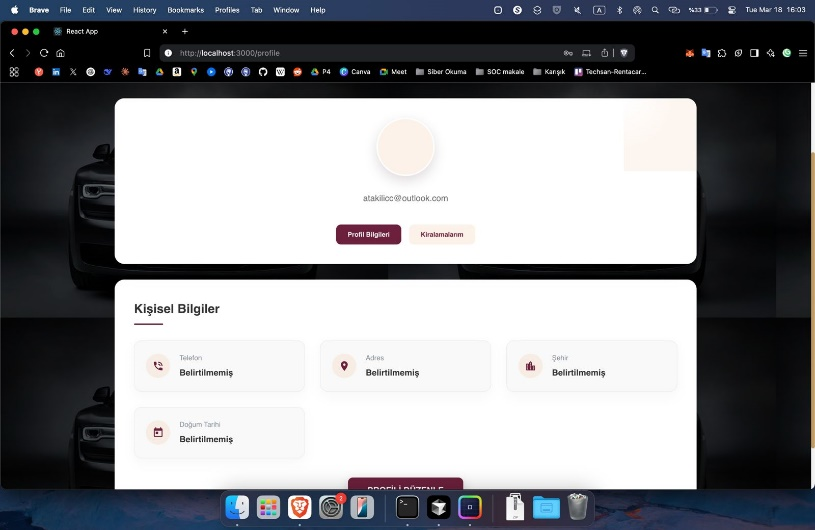 Brave File Edit View History Bookmarks Profiles Tab Window Help %33 Tue Mar 18 16:03
React App
http://localhost:3000/profile
P4 Canva Meet Siber Okuma SOC makale Karışık Techsan-Rentacar...
atakilicc@outlook.com
Profil Bilgileri Kiralamalarım
Kişisel Bilgiler
Telefon Adres Şehir
Belirtilmemiş Belirtilmemiş Belirtilmemiş
Doğum Tarihi
Belirtilmemiş
PROFİLİ DÜZENLE
2